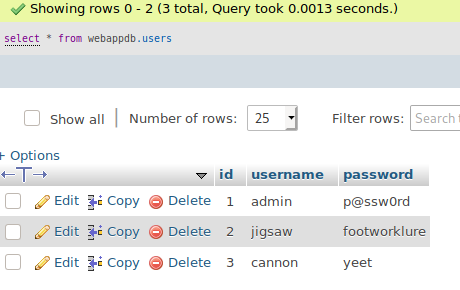 Showing rows 0 - 2 (3 total, Query took 0.0013 seconds.)
select * from webappdb.users
Show all Number of rows: 25 Filter rows: Search t
+ Options
id username password
Edit Copy Delete 1 admin p@ssw0rd
Edit Copy Delete 2 jigsaw footworklure
Edit Copy Delete 3 cannon yeet